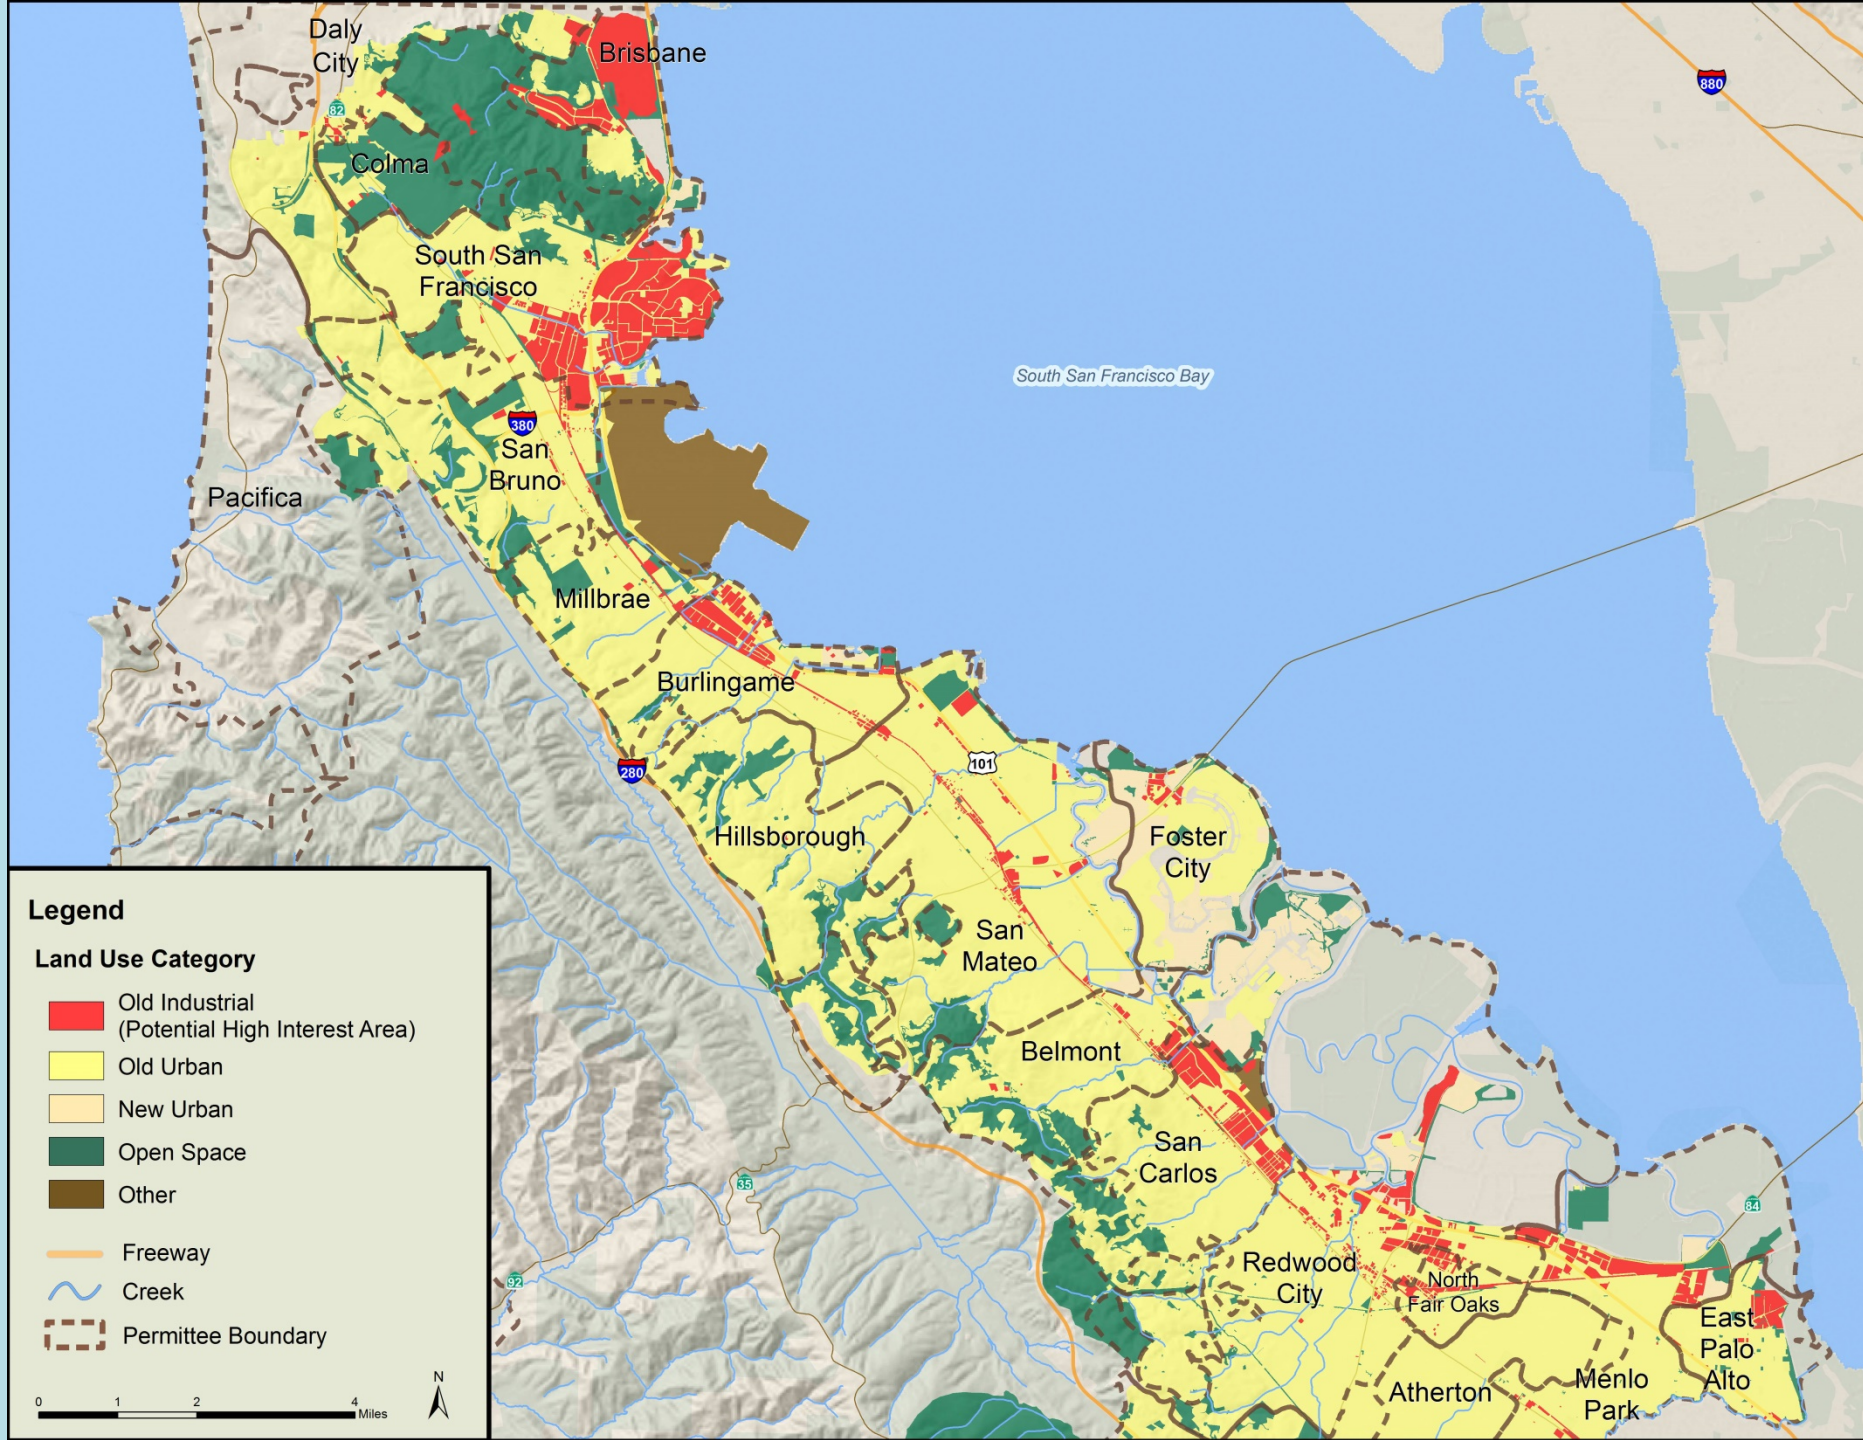 Daly
City
Brisbane
880
82
Colma
South San
Francisco
South San Francisco Bay
380
San
Bruno
Pacifica
Millbrae
Burlingame
101
280
Hillsborough
Foster
City
San
Mateo
Belmont
San
Carlos
35
84
Redwood
City
North
Fair Oaks
92
East
Palo
Alto
Atherton
Menlo
Park
Legend
Land Use Category
Old Industrial
(Potential High Interest Area)
Old Urban
New Urban
Open Space
Other
Freeway
Creek
Permittee Boundary
N
0 1 2 4
Miles